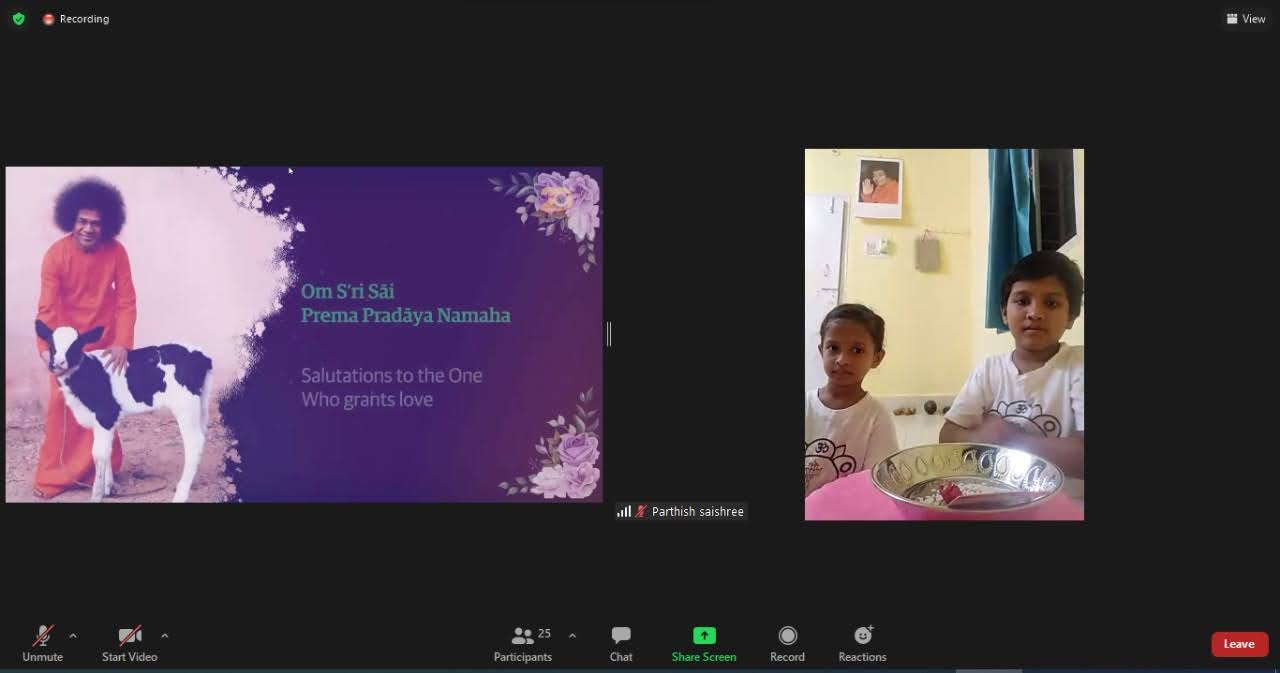 Recording
View
Om S'ri Sāi
Prema Pradāya Namaha
Salutations to the One
Who grants love
Parthish saishree
Unmute
Start Video
25
Participants
Chat
Share Screen
Record
Reactions
Leave